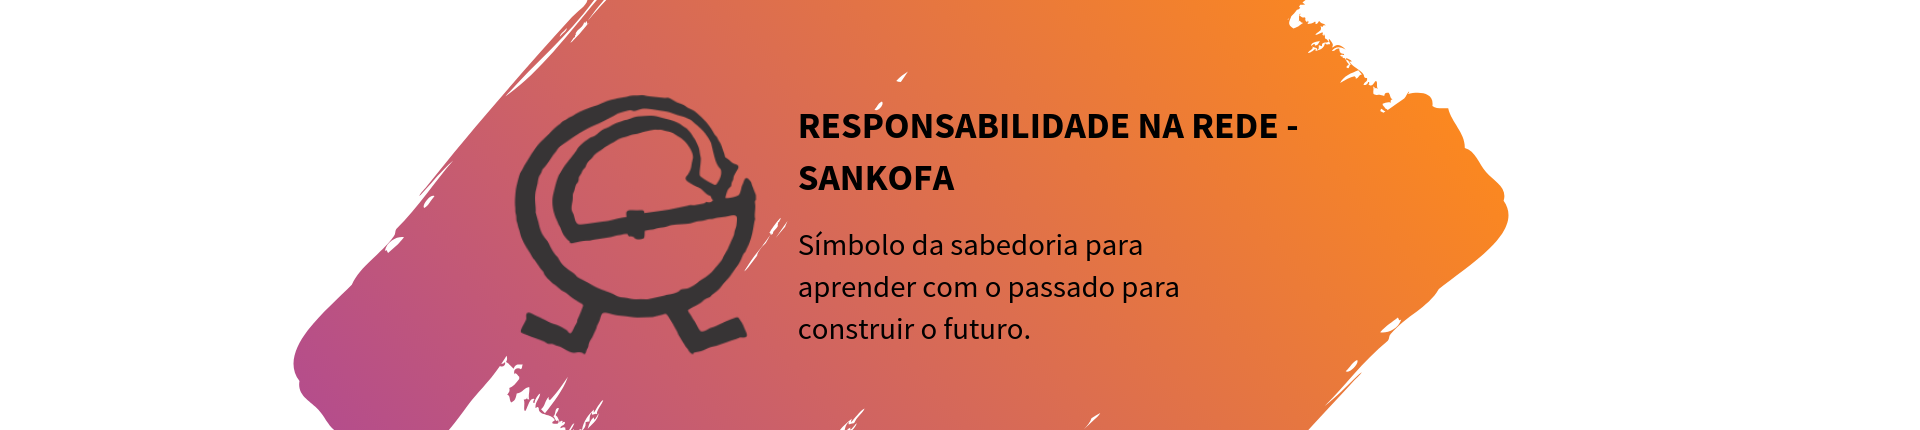 RESPONSABILIDADE NA REDE -
SANKOFA
Símbolo da sabedoria para
aprender com o passado para
construir o futuro.